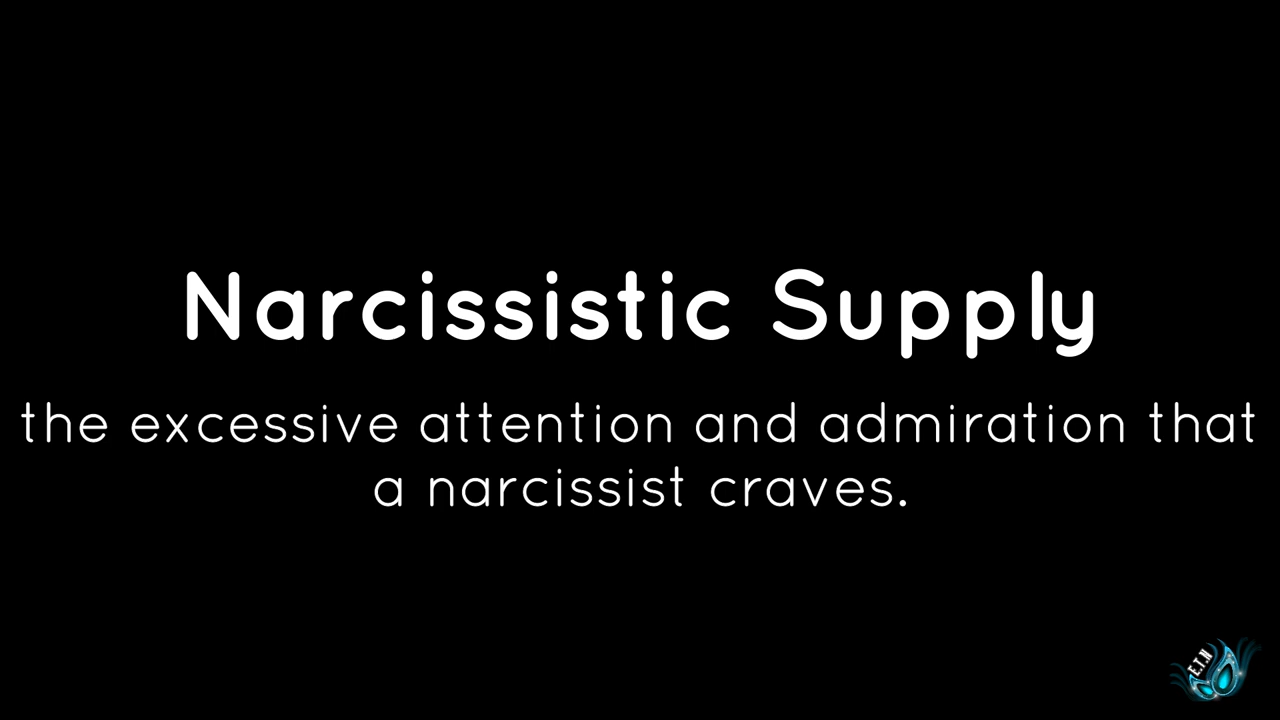 Narcissistic Supply
the excessive attention and admiration that
a narcissist craves.
E.T.N